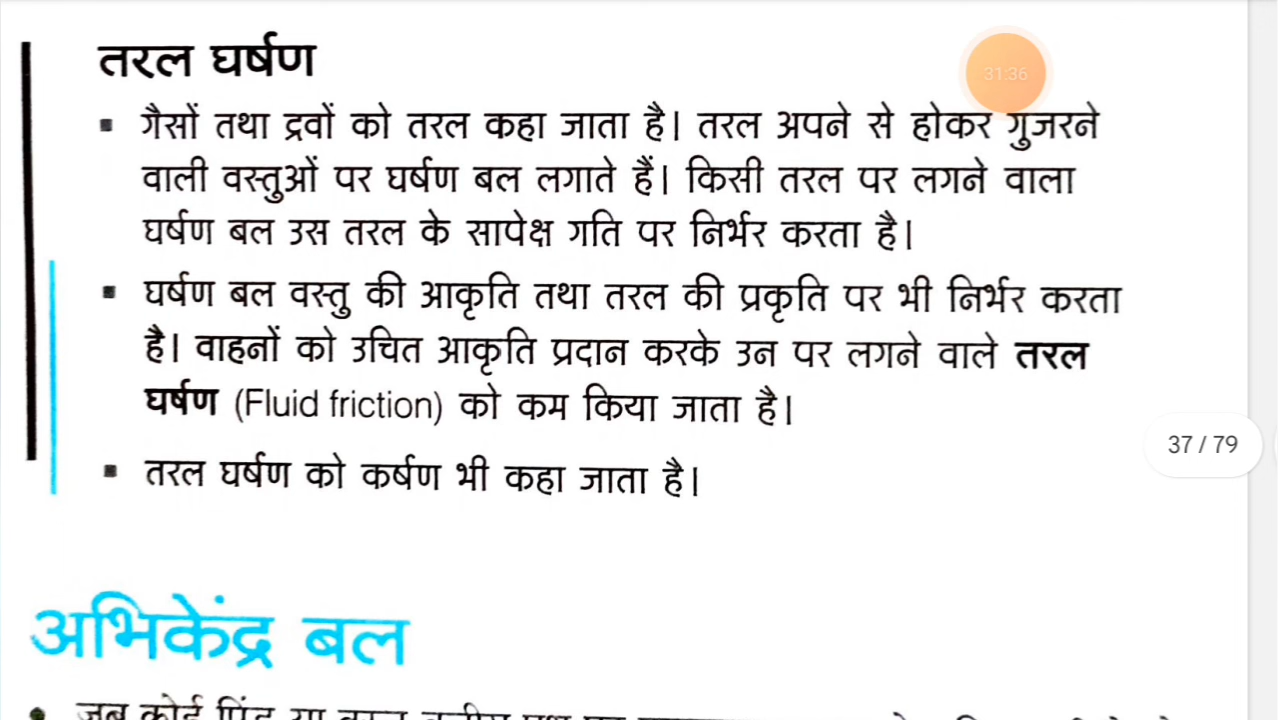 तरल घर्षण
31:36
▪ गैसों तथा द्रवों को तरल कहा जाता है। तरल अपने से होकर गुजरने
वाली वस्तुओं पर घर्षण बल लगाते हैं। किसी तरल पर लगने वाला
घर्षण बल उस तरल के सापेक्ष गति पर निर्भर करता है।
▪ घर्षण बल वस्तु की आकृति तथा तरल की प्रकृति पर भी निर्भर करता
है। वाहनों को उचित आकृति प्रदान करके उन पर लगने वाले तरल
घर्षण (Fluid friction) को कम किया जाता है।
37 / 79
▪ तरल घर्षण को कर्षण भी कहा जाता है।
अभिकेंद्र बल
• जब कोई पिंड या